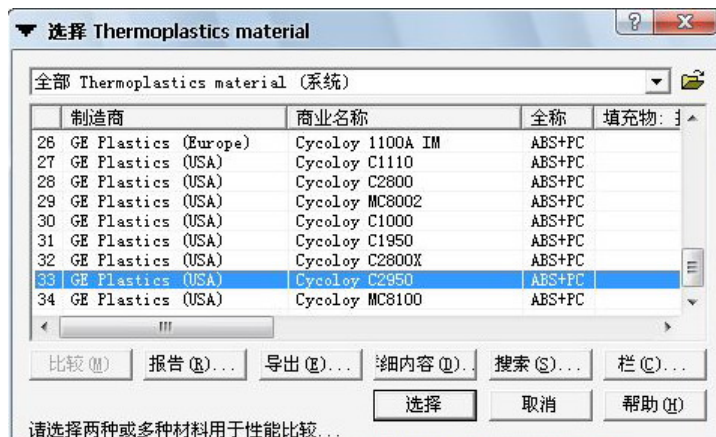 选择 Thermoplastics material
全部 Thermoplastics material (系统)
制造商 商业名称 全称 填充物:
26 GE Plastics (Europe) Cycoloy 1100A IM ABS+PC
27 GE Plastics (USA) Cycoloy C1110 ABS+PC
28 GE Plastics (USA) Cycoloy C2800 ABS+PC
29 GE Plastics (USA) Cycoloy MC8002 ABS+PC
30 GE Plastics (USA) Cycoloy C1000 ABS+PC
31 GE Plastics (USA) Cycoloy C1950 ABS+PC
32 GE Plastics (USA) Cycoloy C2800X ABS+PC
33 GE Plastics (USA) Cycoloy C2950 ABS+PC
34 GE Plastics (USA) Cycoloy MC8100 ABS+PC
比较(M) 报告(R)... 导出(E)... 细内容(D).. 搜索(S)... 栏(C)...
选择 取消 帮助(H)
请选择两种或多种材料用于性能比较...